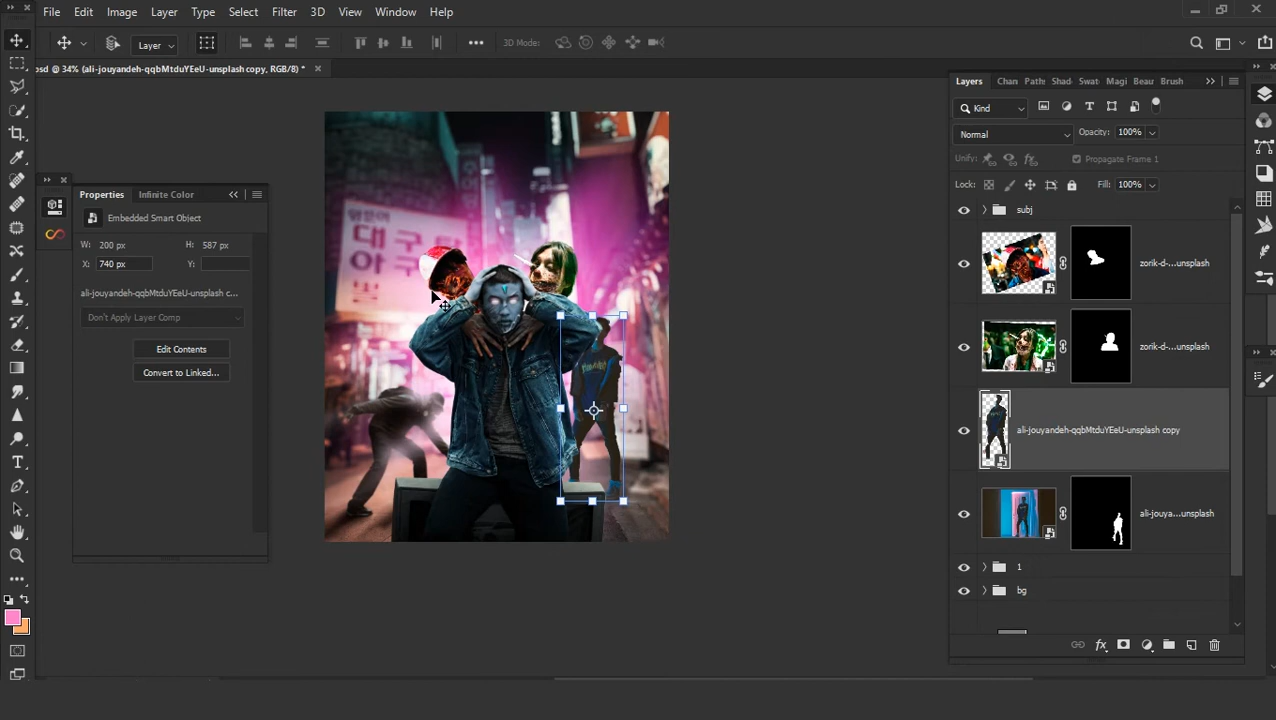 File Edit Image Layer Type Select Filter 3D View Window Help
Layer
3D Mode:
psd @ 34% (ali-jouyandeh-qqbMtduYEeU-unsplash copy, RGB/8) *
Properties Infinite Color
Embedded Smart Object
W: 200 px H: 587 px
X: 740 px Y:
ali-jouyandeh-qqbMtduYEeU-unsplash c...
Don't Apply Layer Comp
Edit Contents
Convert to Linked...
대구탕
아구
Layers Chan Paths Shad Swat Magi Beau Brush
Kind
Normal Opacity: 100%
Unify: Propagate Frame 1
Lock: Fill: 100%
subj
zorik-d-...unsplash
zorik-d-...unsplash
ali-jouyandeh-qqbMtduYEeU-unsplash copy
ali-jouya...unsplash
1
bg